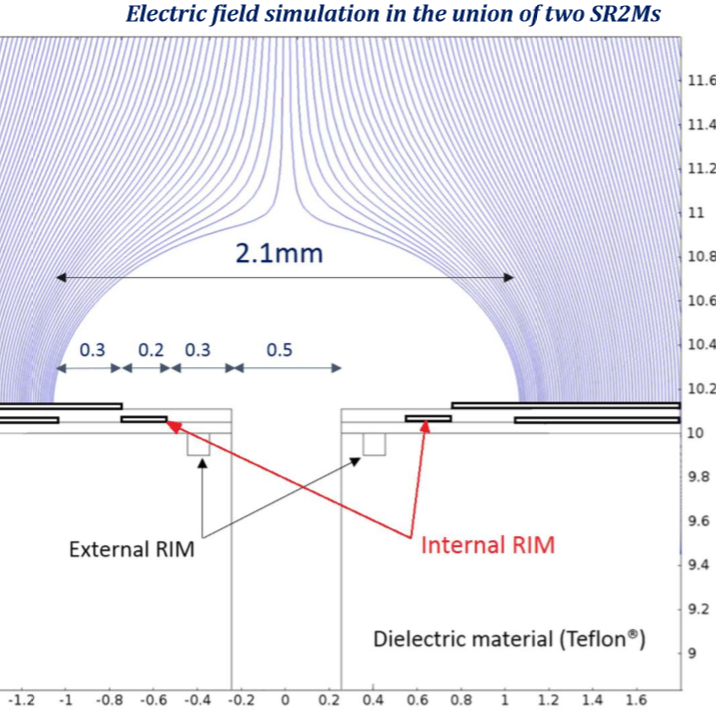 Electric field simulation in the union of two SR2Ms
11.6
11.4
11.2
11
2.1mm
10.8
10.6
0.3 0.2 0.3 0.5
10.4
10.2
10
9.8
9.6
External RIM
Internal RIM
9.4
9.2
Dielectric material (Teflon®)
9
-1.2 -1 -0.8 -0.6 -0.4 -0.2 0 0.2 0.4 0.6 0.8 1 1.2 1.4 1.6